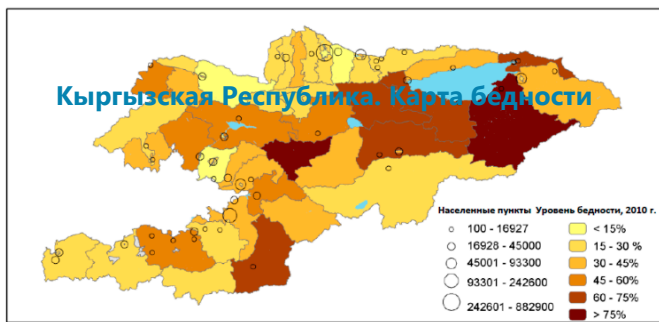 Кыргызская Республика. Карта бедности
Населенные пункты Уровень бедности, 2010 г.
100 - 16927 < 15%
16928 - 45000 15 - 30 %
45001 - 93300 30 - 45%
93301 - 242600 45 - 60%
242601 - 882900 60 - 75%
> 75%